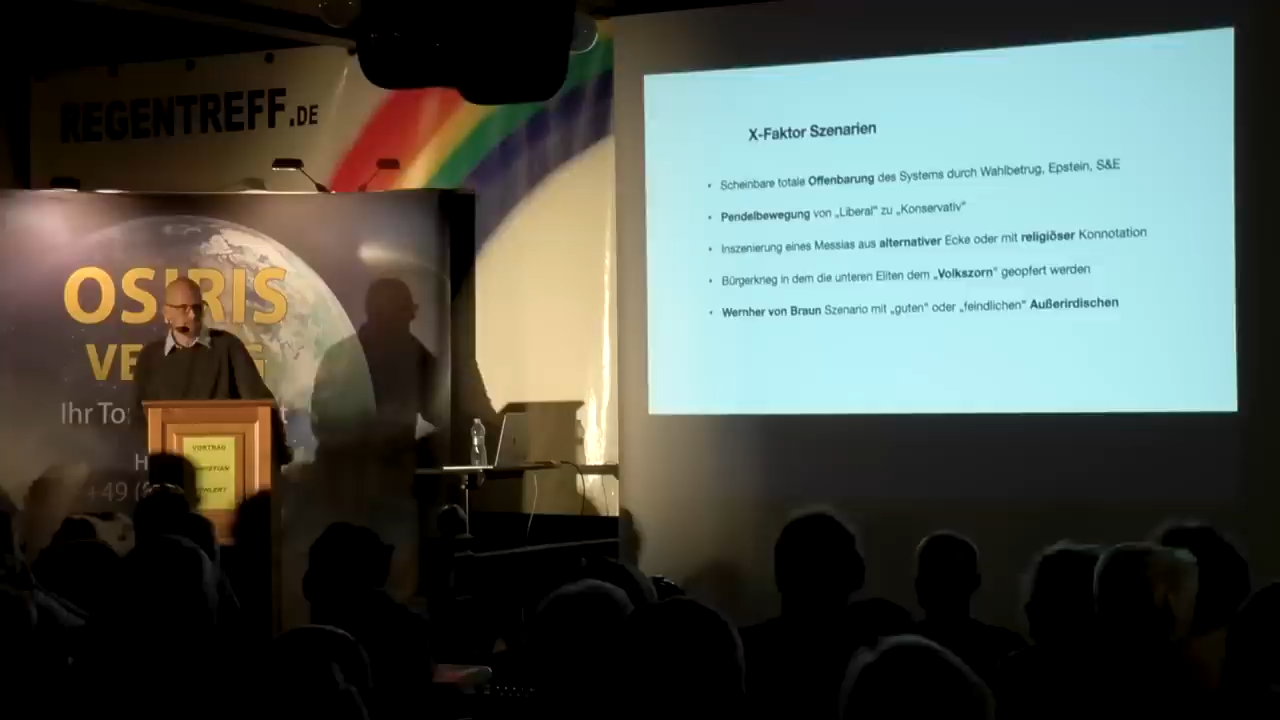 REGENTREFF.DE
X-Faktor Szenarien
• Scheinbare totale Offenbarung des Systems durch Wahlbetrug, Epstein, S&E
• Pendelbewegung von „Liberal“ zu „Konservativ“
• Inszenierung eines Messias aus alternativer Ecke oder mit religiöser Konnotation
• Bürgerkrieg in dem die unteren Eliten dem „Volkszorn“ geopfert werden
• Wernher von Braun Szenario mit „guten“ oder „feindlichen“ Außerirdischen
OSIRIS
VE G
Ihr To t
H
+49 (
VORTRAG